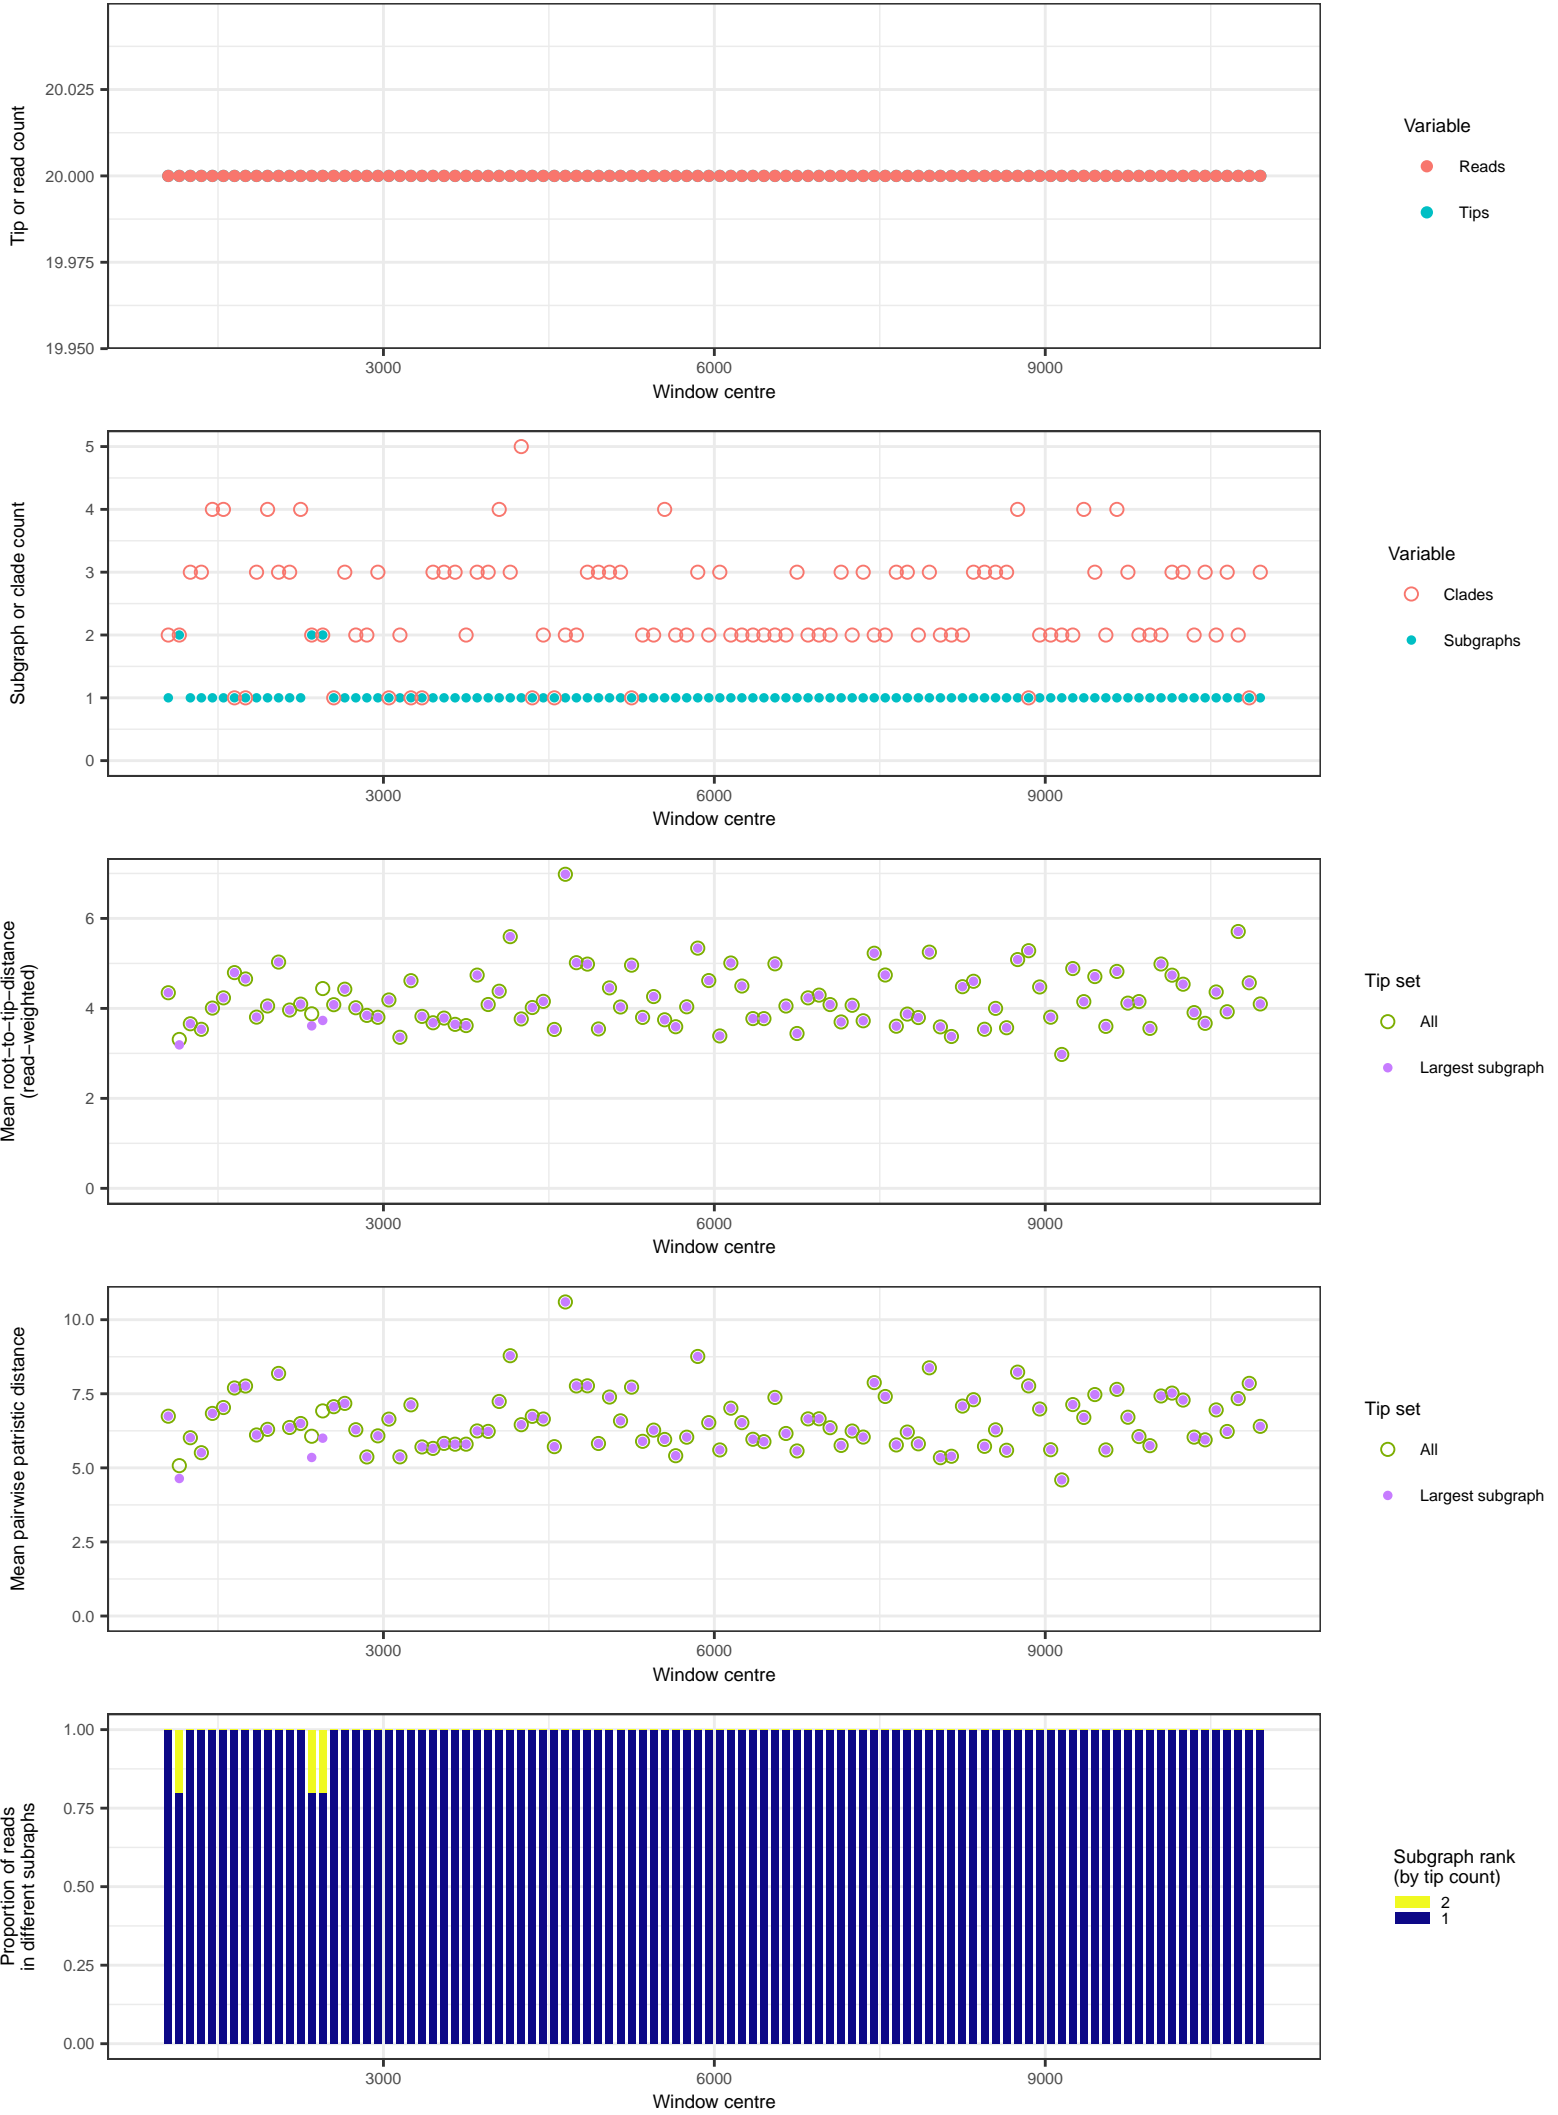 20.025
20.000
19.975
19.950
Tip or read count
3000 6000 9000
Window centre
Variable
Reads
Tips
5
4
3
2
1
0
Subgraph or clade count
3000 6000 9000
Window centre
Variable
Clades
Subgraphs
6
4
2
0
Mean root−to−tip−distance
(read−weighted)
3000 6000 9000
Window centre
Tip set
All
Largest subgraph
10.0
7.5
5.0
2.5
0.0
Mean pairwise patristic distance
3000 6000 9000
Window centre
Tip set
All
Largest subgraph
1.00
0.75
0.50
0.25
0.00
Proportion of reads
in different subraphs
3000 6000 9000
Window centre
Subgraph rank
(by tip count)
2
1